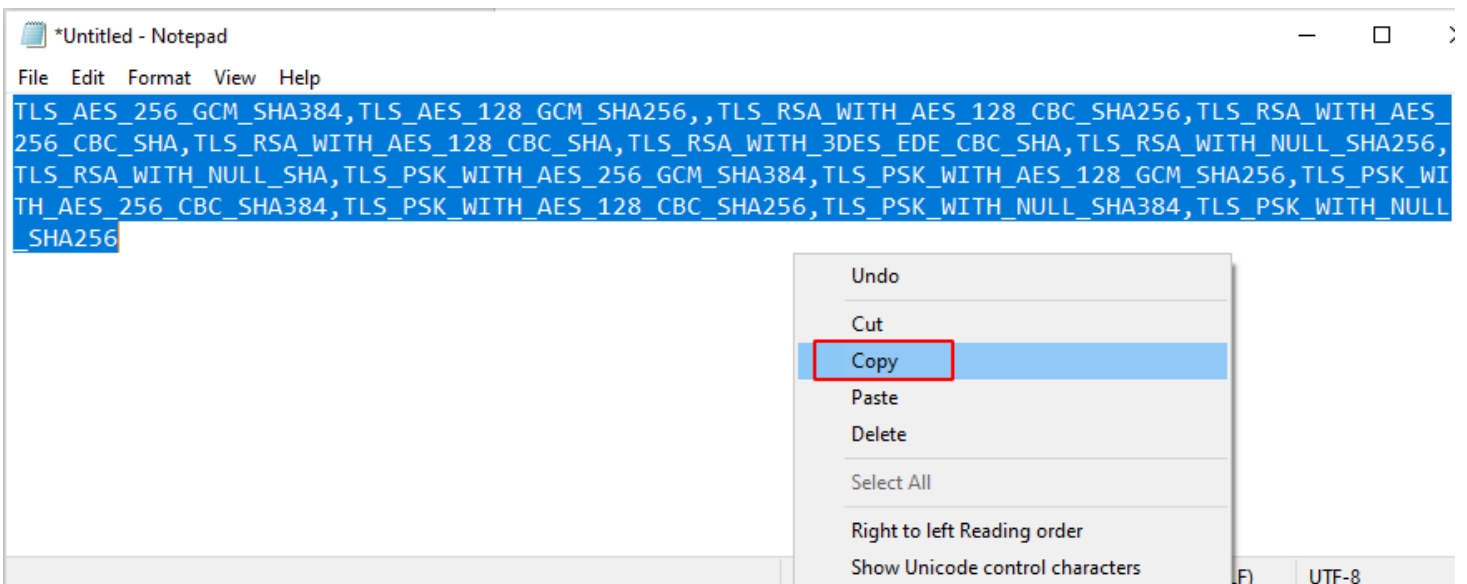 *Untitled - Notepad
File Edit Format View Help
TLS_AES_256_GCM_SHA384,TLS_AES_128_GCM_SHA256,,TLS_RSA_WITH_AES_128_CBC_SHA256,TLS_RSA_WITH_AES_
256_CBC_SHA,TLS_RSA_WITH_AES_128_CBC_SHA,TLS_RSA_WITH_3DES_EDE_CBC_SHA,TLS_RSA_WITH_NULL_SHA256,
TLS_RSA_WITH_NULL_SHA,TLS_PSK_WITH_AES_256_GCM_SHA384,TLS_PSK_WITH_AES_128_GCM_SHA256,TLS_PSK_WI
TH_AES_256_CBC_SHA384,TLS_PSK_WITH_AES_128_CBC_SHA256,TLS_PSK_WITH_NULL_SHA384,TLS_PSK_WITH_NULL
_SHA256
Undo
Cut
Copy
Paste
Delete
Select All
Right to left Reading order
Show Unicode control characters
LF) UTF-8